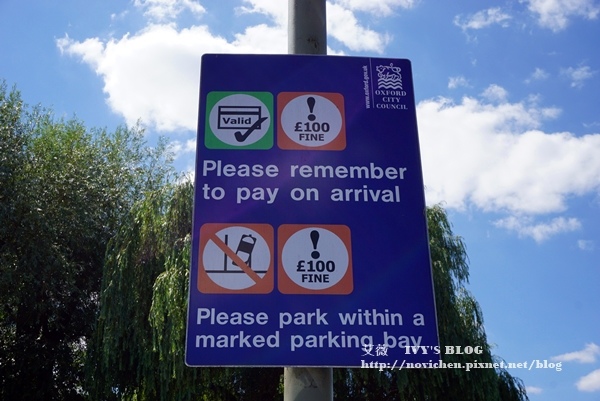 www.oxford.gov.uk
OXFORD
CITY
COUNCIL
Valid
!
£100
FINE
Please remember
to pay on arrival
!
£100
FINE
Please park within a
marked parking bay
艾薇 IVY'S BLOG
http://novichen.pixnet.net/blog